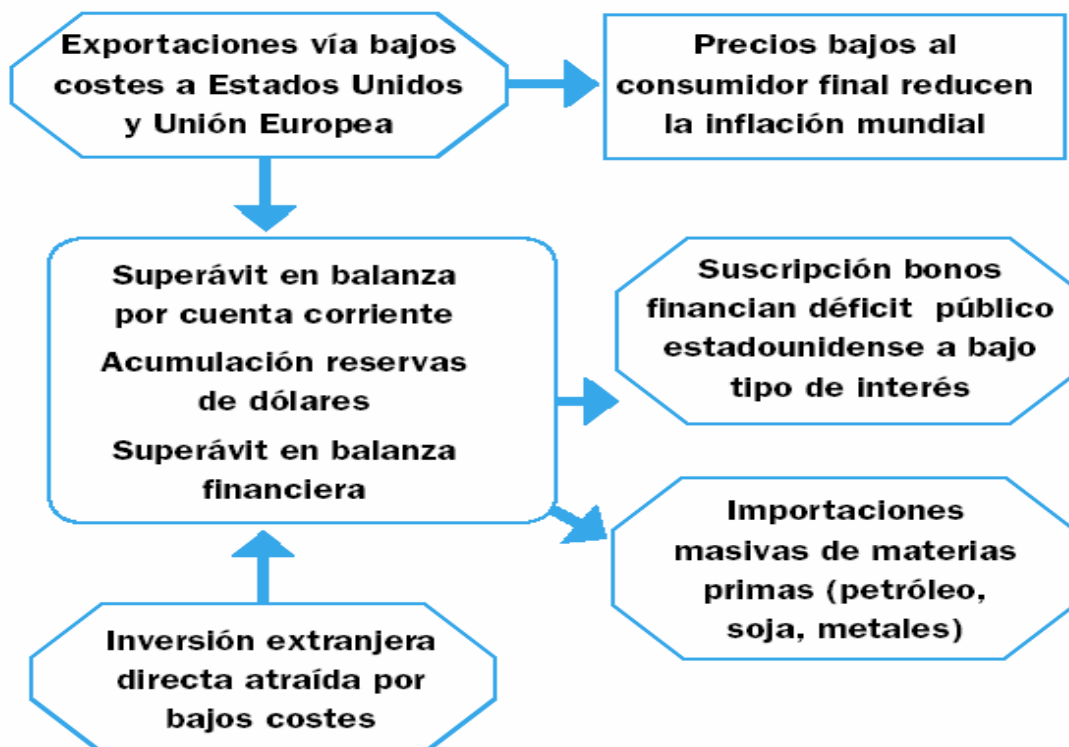 Exportaciones vía bajos
costes a Estados Unidos
y Unión Europea
Precios bajos al
consumidor final reducen
la inflación mundial
Superávit en balanza
por cuenta corriente
Acumulación reservas
de dólares
Superávit en balanza
financiera
Suscripción bonos
financian déficit público
estadounidense a bajo
tipo de interés
Importaciones
masivas de materias
primas (petróleo,
soja, metales)
Inversión extranjera
directa atraída por
bajos costes